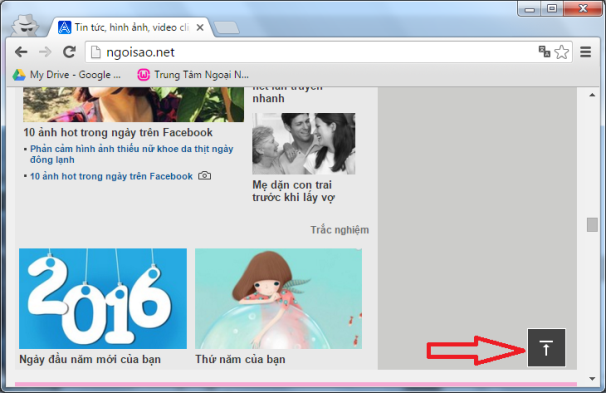 Tin tức, hình ảnh, video cli
ngoisao.net
My Drive - Google ...
Trung Tâm Ngoại N...
nhanh
10 ảnh hot trong ngày trên Facebook
Phản cảm hình ảnh thiếu nữ khoe da thịt ngày
đông lạnh
10 ảnh hot trong ngày trên Facebook
Mẹ dặn con trai
trước khi lấy vợ
Trắc nghiệm
2016
Ngày đầu năm mới của bạn
Thứ năm của bạn